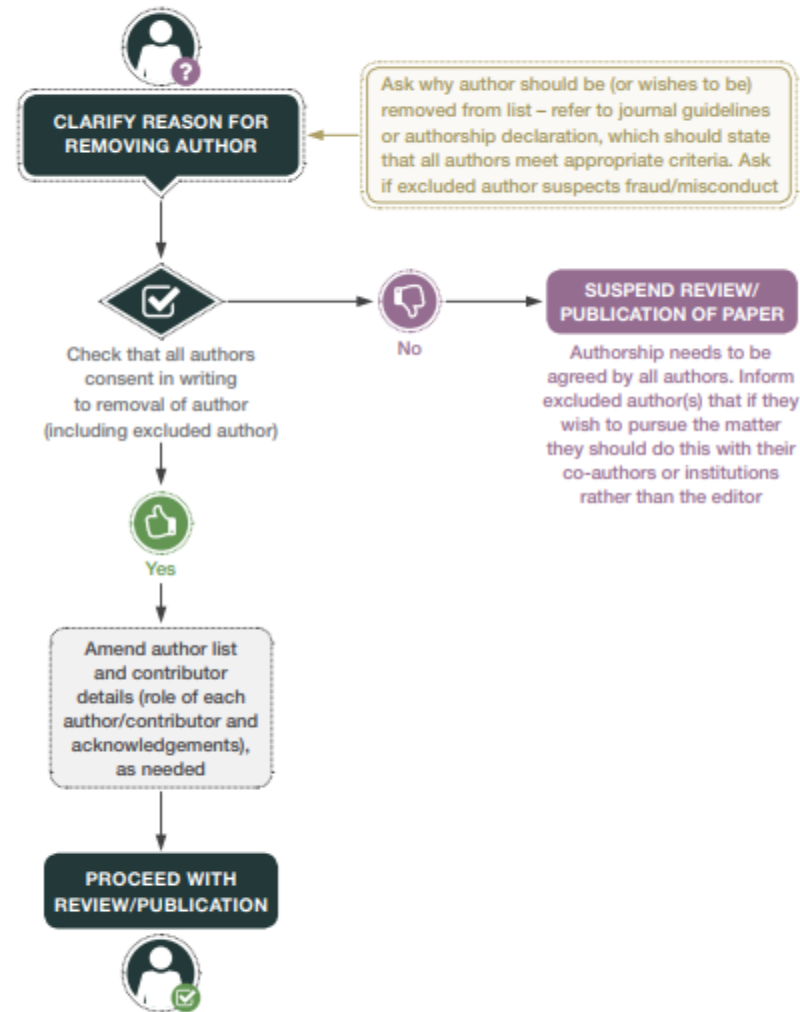 ?
CLARIFY REASON FOR
REMOVING AUTHOR
Ask why author should be (or wishes to be)
removed from list – refer to journal guidelines
or authorship declaration, which should state
that all authors meet appropriate criteria. Ask
if excluded author suspects fraud/misconduct
Check that all authors
consent in writing
to removal of author
(including excluded author)
No
SUSPEND REVIEW/
PUBLICATION OF PAPER
Authorship needs to be
agreed by all authors. Inform
excluded author(s) that if they
wish to pursue the matter
they should do this with their
co-authors or institutions
rather than the editor
Yes
Amend author list
and contributor
details (role of each
author/contributor and
acknowledgements),
as needed
PROCEED WITH
REVIEW/PUBLICATION